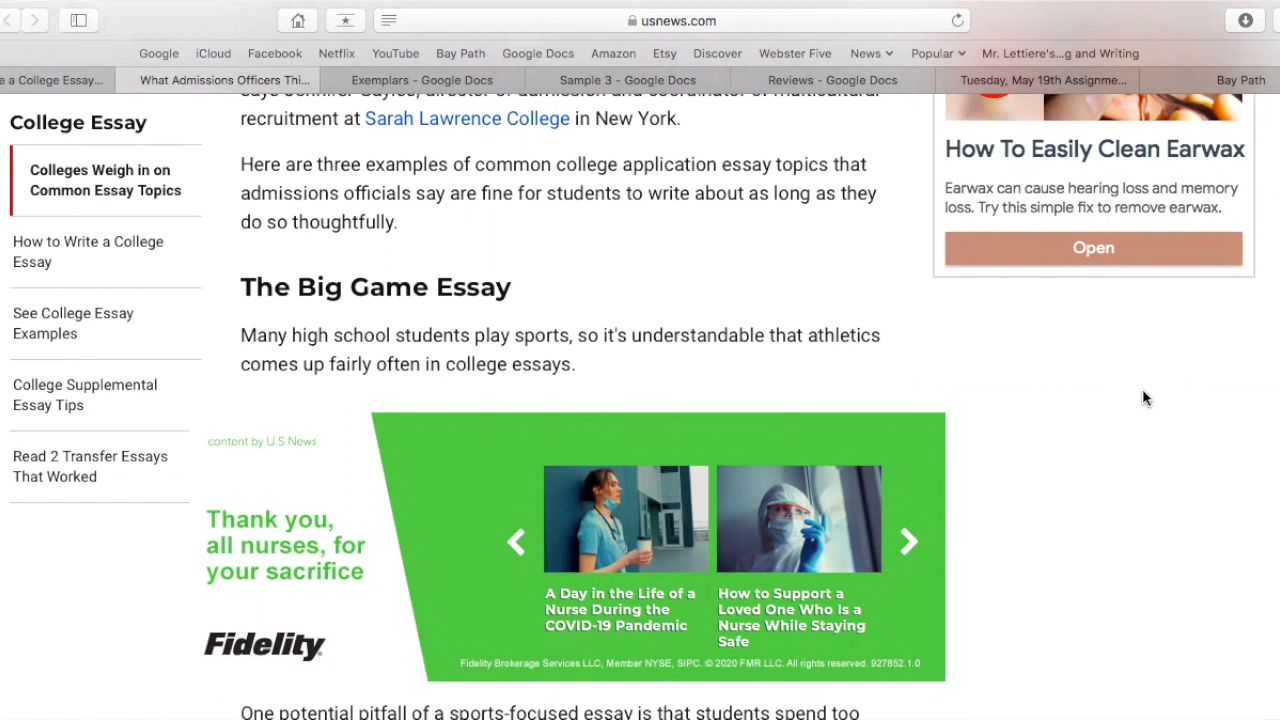 usnews.com
Google iCloud Facebook Netflix YouTube Bay Path Google Docs Amazon Etsy Discover Webster Five News Popular Mr. Lettiere's...g and Writing
e a College Essay... What Admissions Officers Thi... Exemplars - Google Docs Sample 3 - Google Docs Reviews - Google Docs Tuesday, May 19th Assignme... Bay Path
College Essay
Colleges Weigh in on
Common Essay Topics
How to Write a College
Essay
See College Essay
Examples
College Supplemental
Essay Tips
Read 2 Transfer Essays
That Worked
recruitment at Sarah Lawrence College in New York.
Here are three examples of common college application essay topics that
admissions officials say are fine for students to write about as long as they
do so thoughtfully.
The Big Game Essay
Many high school students play sports, so it's understandable that athletics
comes up fairly often in college essays.
content by U.S.News
Thank you,
all nurses, for
your sacrifice
Fidelity
A Day in the Life of a
Nurse During the
COVID-19 Pandemic
How to Support a
Loved One Who Is a
Nurse While Staying
Safe
Fidelity Brokerage Services LLC, Member NYSE, SIPC. © 2020 FMR LLC. All rights reserved. 927852.1.0
One potential pitfall of a sports-focused essay is that students spend too
How To Easily Clean Earwax
Earwax can cause hearing loss and memory
loss. Try this simple fix to remove earwax.
Open